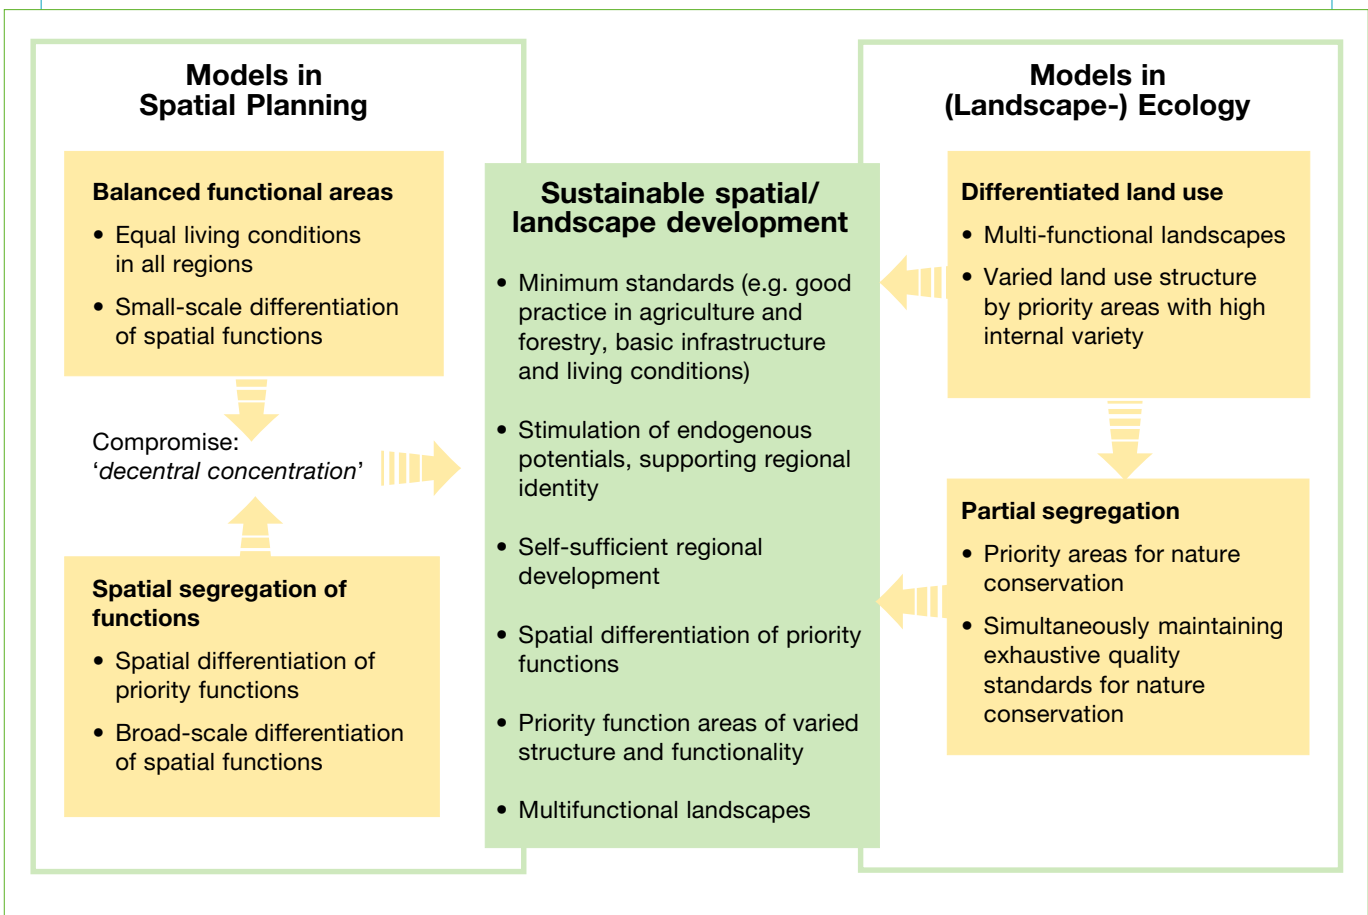 Models in
Spatial Planning
Balanced functional areas
• Equal living conditions
in all regions
• Small-scale differentiation
of spatial functions
Compromise:
‘decentral concentration’
Spatial segregation of
functions
• Spatial differentiation of
priority functions
• Broad-scale differentiation
of spatial functions
Sustainable spatial/
landscape development
• Minimum standards (e.g. good
practice in agriculture and
forestry, basic infrastructure
and living conditions)
• Stimulation of endogenous
potentials, supporting regional
identity
• Self-sufficient regional
development
• Spatial differentiation of priority
functions
• Priority function areas of varied
structure and functionality
• Multifunctional landscapes
Models in
(Landscape-) Ecology
Differentiated land use
• Multi-functional landscapes
• Varied land use structure
by priority areas with high
internal variety
Partial segregation
• Priority areas for nature
conservation
• Simultaneously maintaining
exhaustive quality
standards for nature
conservation